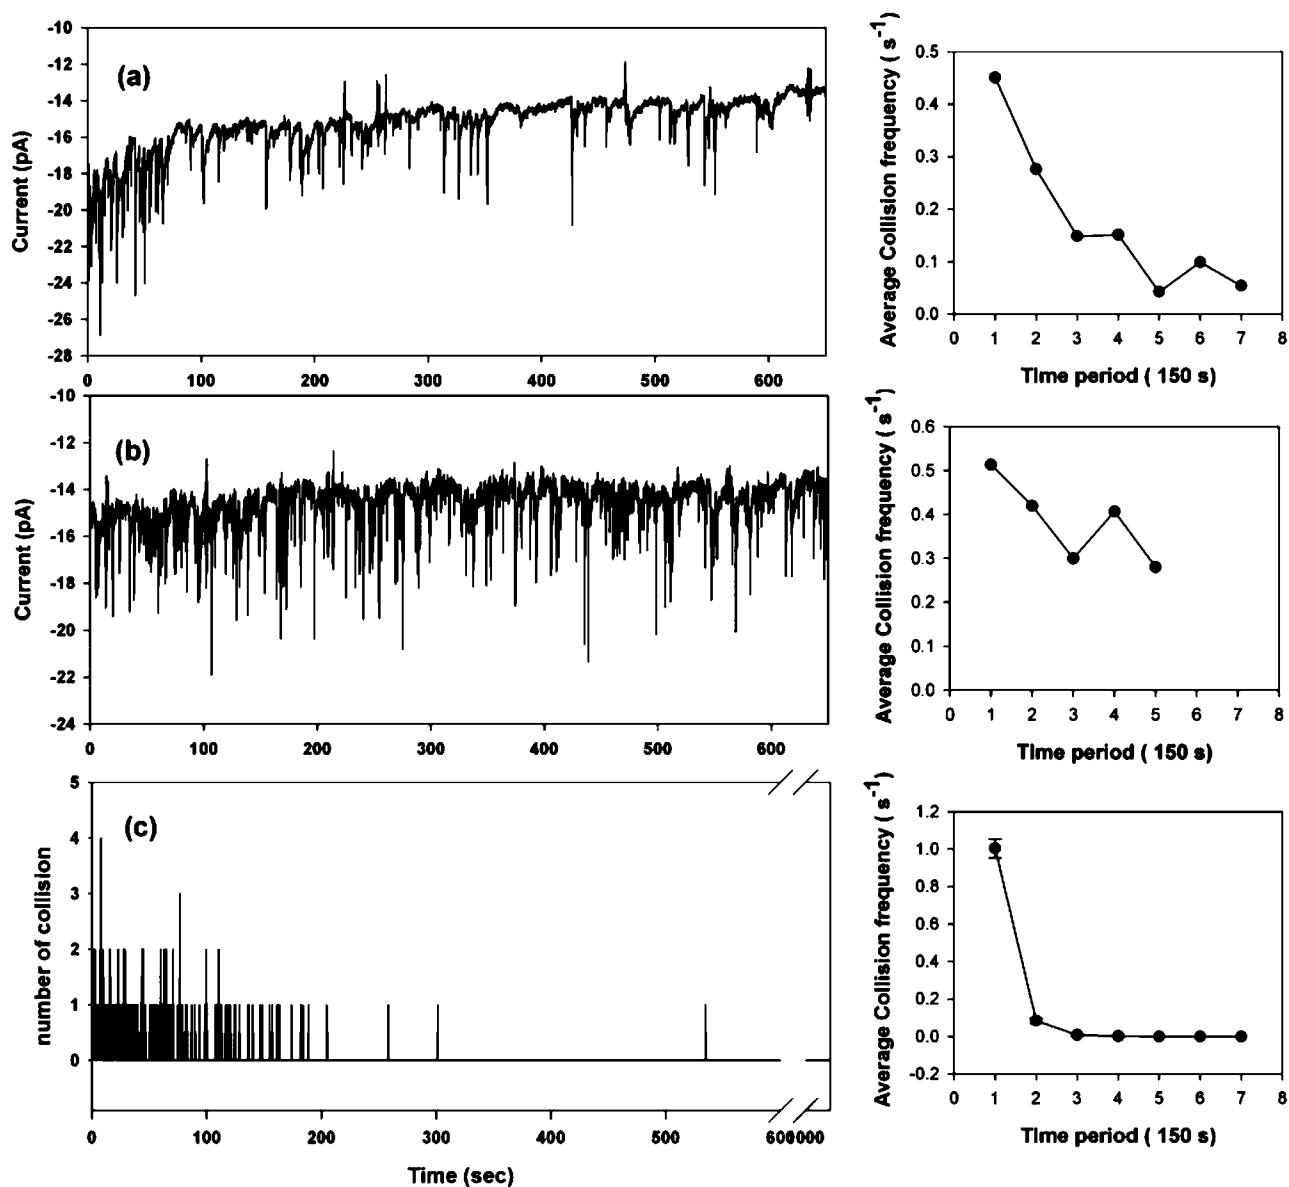 (a)
Current (pA)
-10
-12
-14
-16
-18
-20
-22
-24
-26
-28
0 100 200 300 400 500 600
Average Collision frequency ( s-1)
0.5
0.4
0.3
0.2
0.1
0.0
0 1 2 3 4 5 6 7 8
Time period ( 150 s)
(b)
Current (pA)
-10
-12
-14
-16
-18
-20
-22
-24
0 100 200 300 400 500 600
Average Collision frequency ( s-1)
0.6
0.5
0.4
0.3
0.2
0.1
0.0
0 1 2 3 4 5 6 7 8
Time period ( 150 s)
(c)
number of collision
5
4
3
2
1
0
0 100 200 300 400 500 600 1000
Time (sec)
Average Collision frequency ( s-1)
1.2
1.0
0.8
0.6
0.4
0.2
0.0
-0.2
0 1 2 3 4 5 6 7 8
Time period ( 150 s)